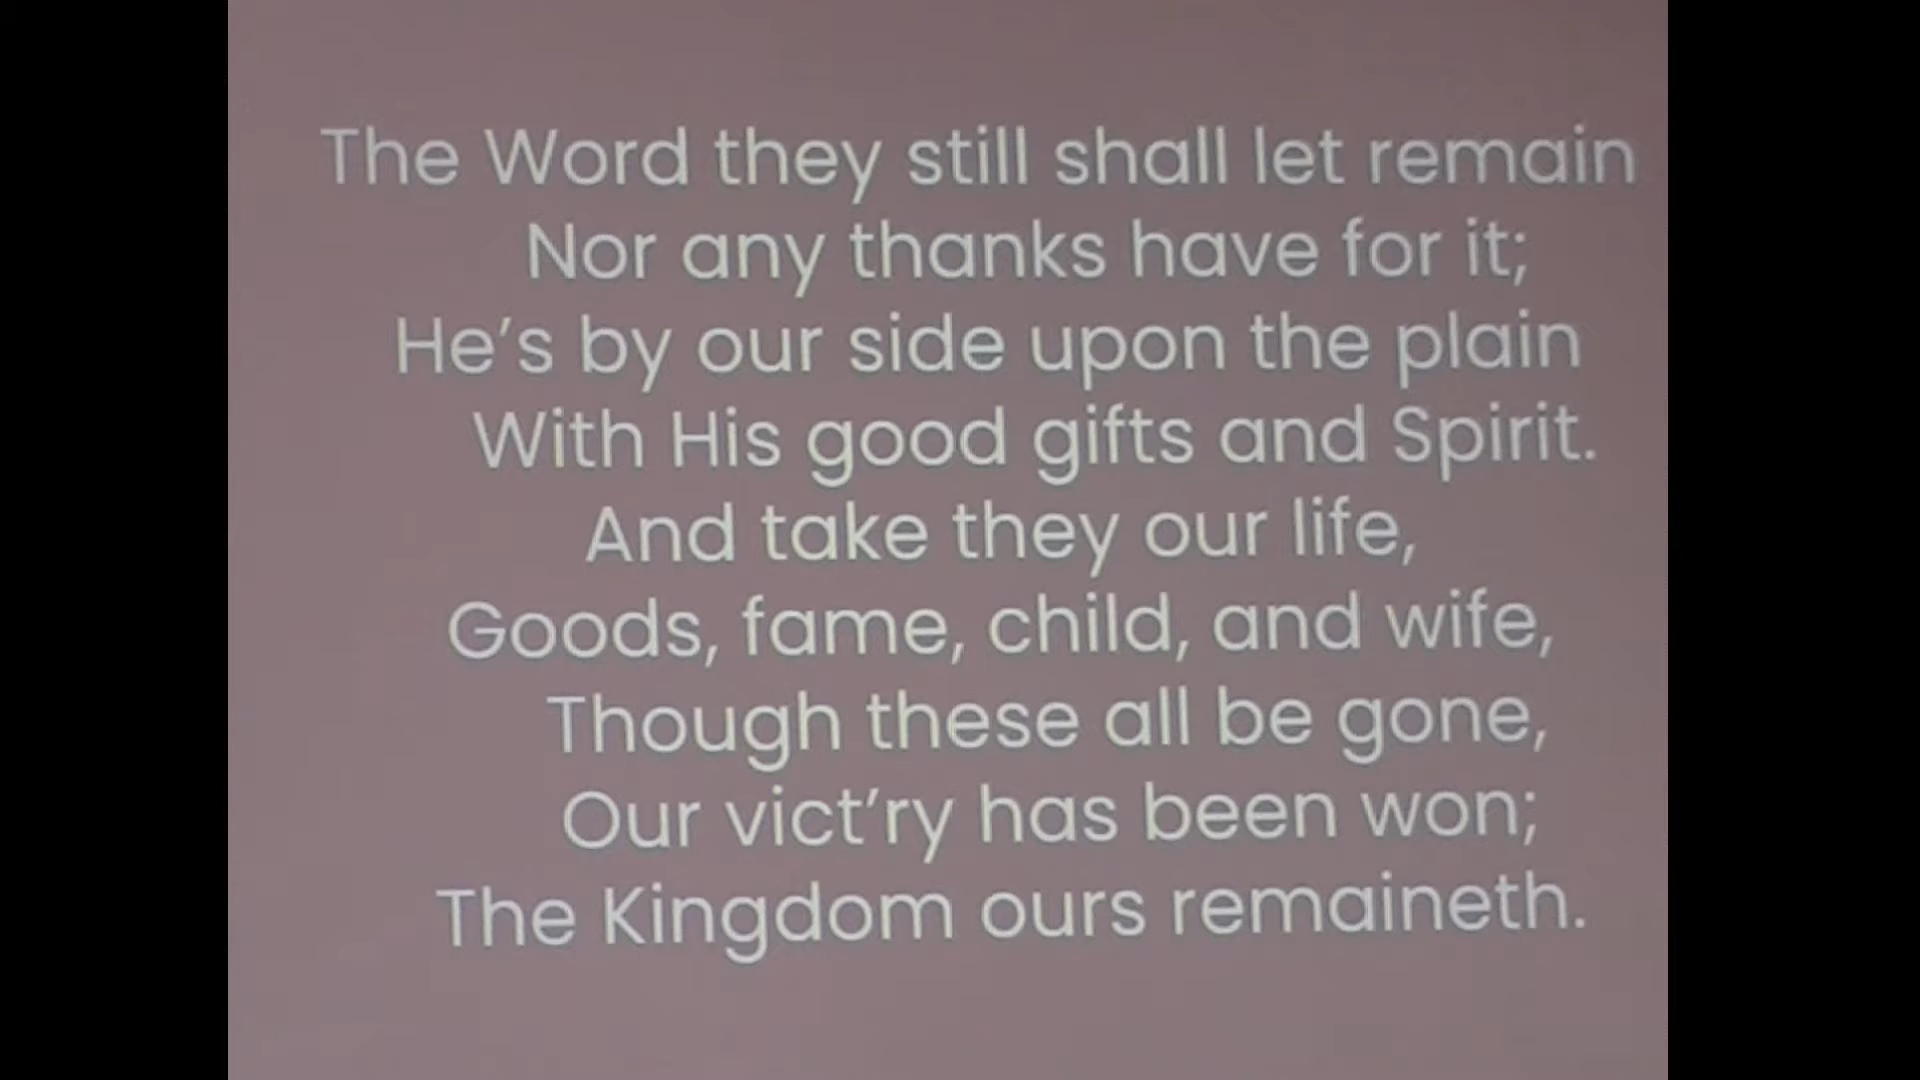 The Word they still shall let remain
Nor any thanks have for it;
He’s by our side upon the plain
With His good gifts and Spirit.
And take they our life,
Goods, fame, child, and wife,
Though these all be gone,
Our vict’ry has been won;
The Kingdom ours remaineth.